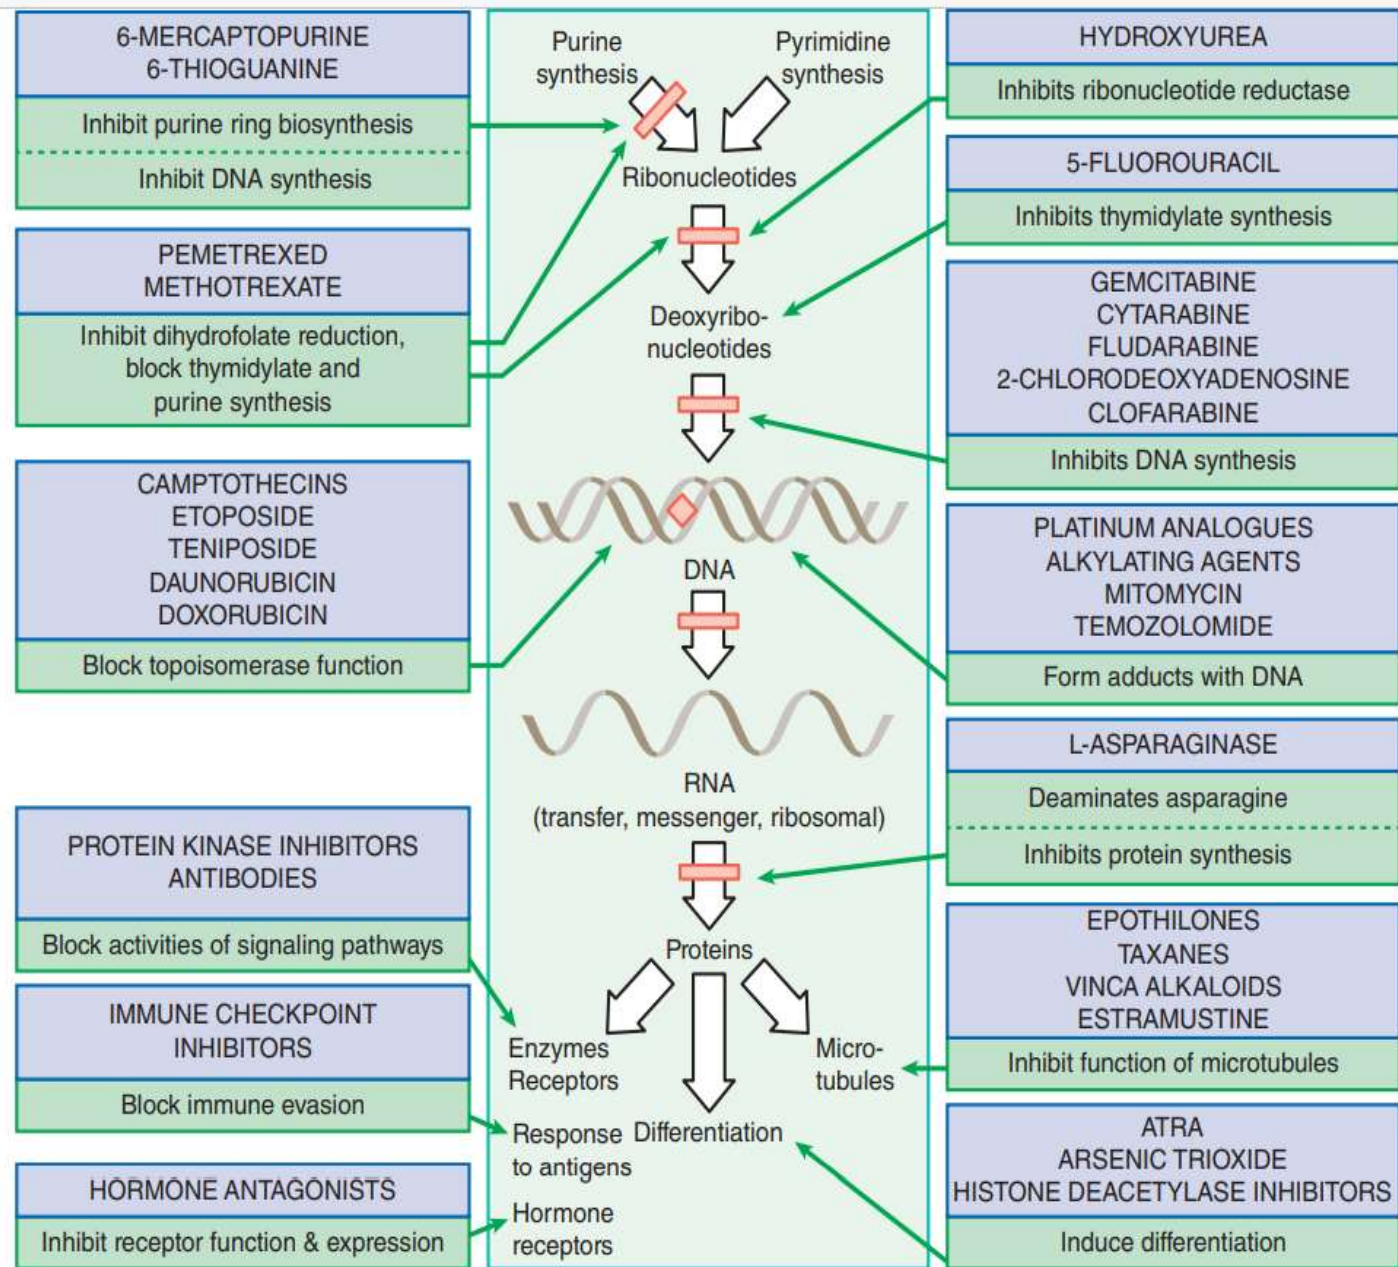 6-MERCAPTOPURINE
6-THIOGUANINE
Inhibit purine ring biosynthesis
Inhibit DNA synthesis
PEMETREXED
METHOTREXATE
Inhibit dihydrofolate reduction,
block thymidylate and
purine synthesis
CAMPTOTHECINS
ETOPOSIDE
TENIPOSIDE
DAUNORUBICIN
DOXORUBICIN
Block topoisomerase function
PROTEIN KINASE INHIBITORS
ANTIBODIES
Block activities of signaling pathways
IMMUNE CHECKPOINT
INHIBITORS
Block immune evasion
HORMONE ANTAGONISTS
Inhibit receptor function & expression
Purine
synthesis
Pyrimidine
synthesis
Ribonucleotides
Deoxyribo-
nucleotides
DNA
RNA
(transfer, messenger, ribosomal)
Proteins
Enzymes
Receptors
Micro-
tubules
Response
to antigens
Differentiation
Hormone
receptors
HYDROXYUREA
Inhibits ribonucleotide reductase
5-FLUOROURACIL
Inhibits thymidylate synthesis
GEMCITABINE
CYTARABINE
FLUDARABINE
2-CHLORODEOXYADENOSINE
CLOFARABINE
Inhibits DNA synthesis
PLATINUM ANALOGUES
ALKYLATING AGENTS
MITOMYCIN
TEMOZOLOMIDE
Form adducts with DNA
L-ASPARAGINASE
Deaminates asparagine
Inhibits protein synthesis
EPOTHILONES
TAXANES
VINCA ALKALOIDS
ESTRAMUSTINE
Inhibit function of microtubules
ATRA
ARSENIC TRIOXIDE
HISTONE DEACETYLASE INHIBITORS
Induce differentiation